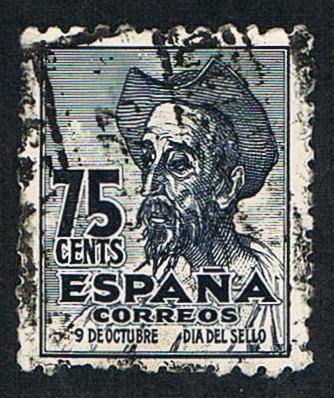 75
CENTS
ESPAÑA
CORREOS
9 DE OCTUBRE DIA DEL SELLO